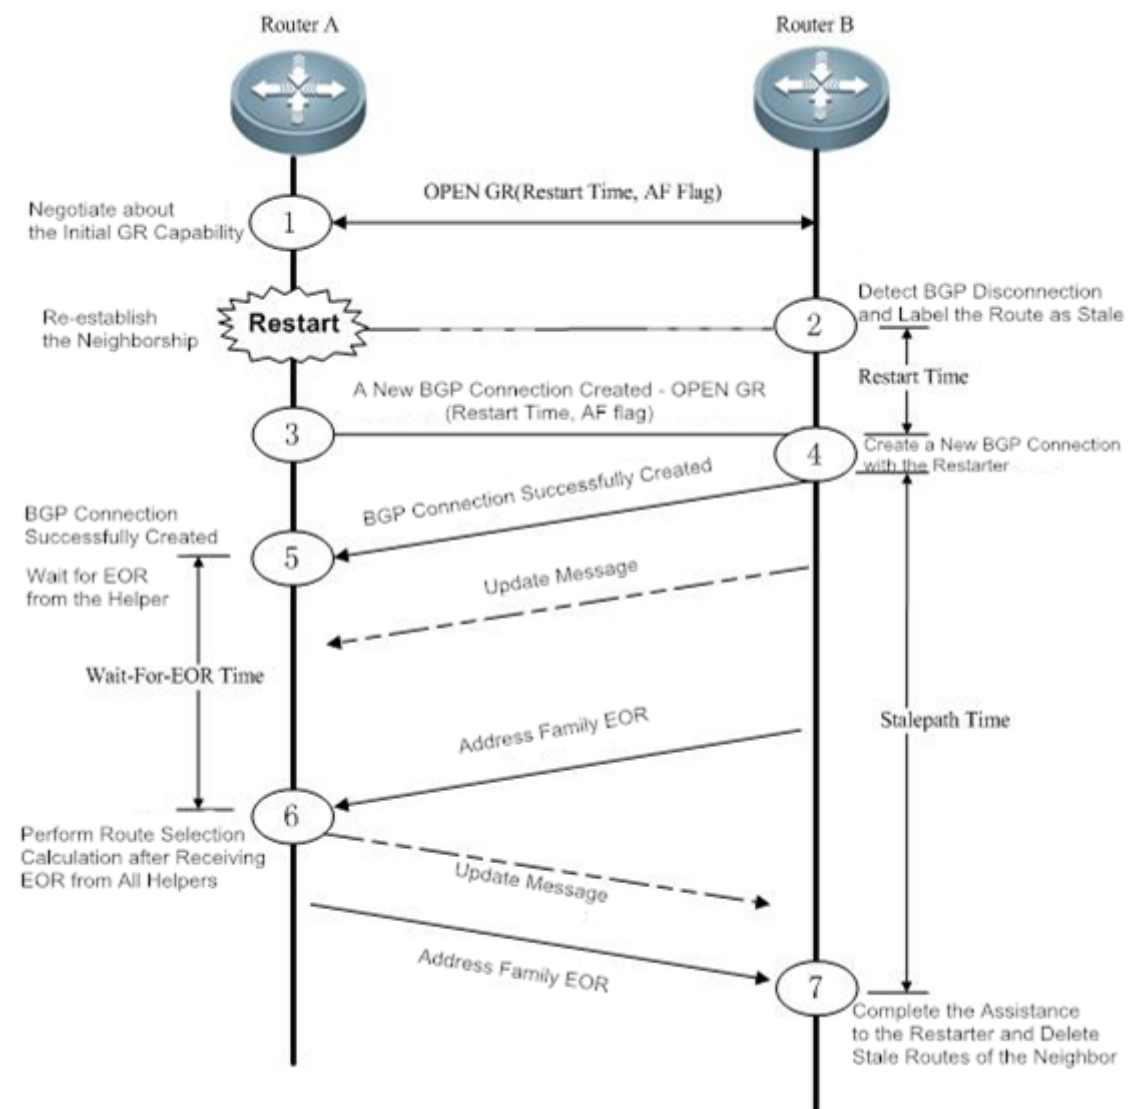 Router A
Router B
OPEN GR(Restart Time, AF Flag)
Negotiate about
the Initial GR Capability
1
Detect BGP Disconnection
and Label the Route as Stale
Re-establish
the Neighborship
Restart
2
Restart Time
A New BGP Connection Created - OPEN GR
(Restart Time, AF flag)
3
4
Create a New BGP Connection
with the Restarter
BGP Connection Successfully Created
BGP Connection
Successfully Created
5
Wait for EOR
from the Helper
Update Message
Wait-For-EOR Time
Stalepath Time
Address Family EOR
6
Perform Route Selection
Calculation after Receiving
EOR from All Helpers
Update Message
Address Family EOR
7
Complete the Assistance
to the Restarter and Delete
Stale Routes of the Neighbor